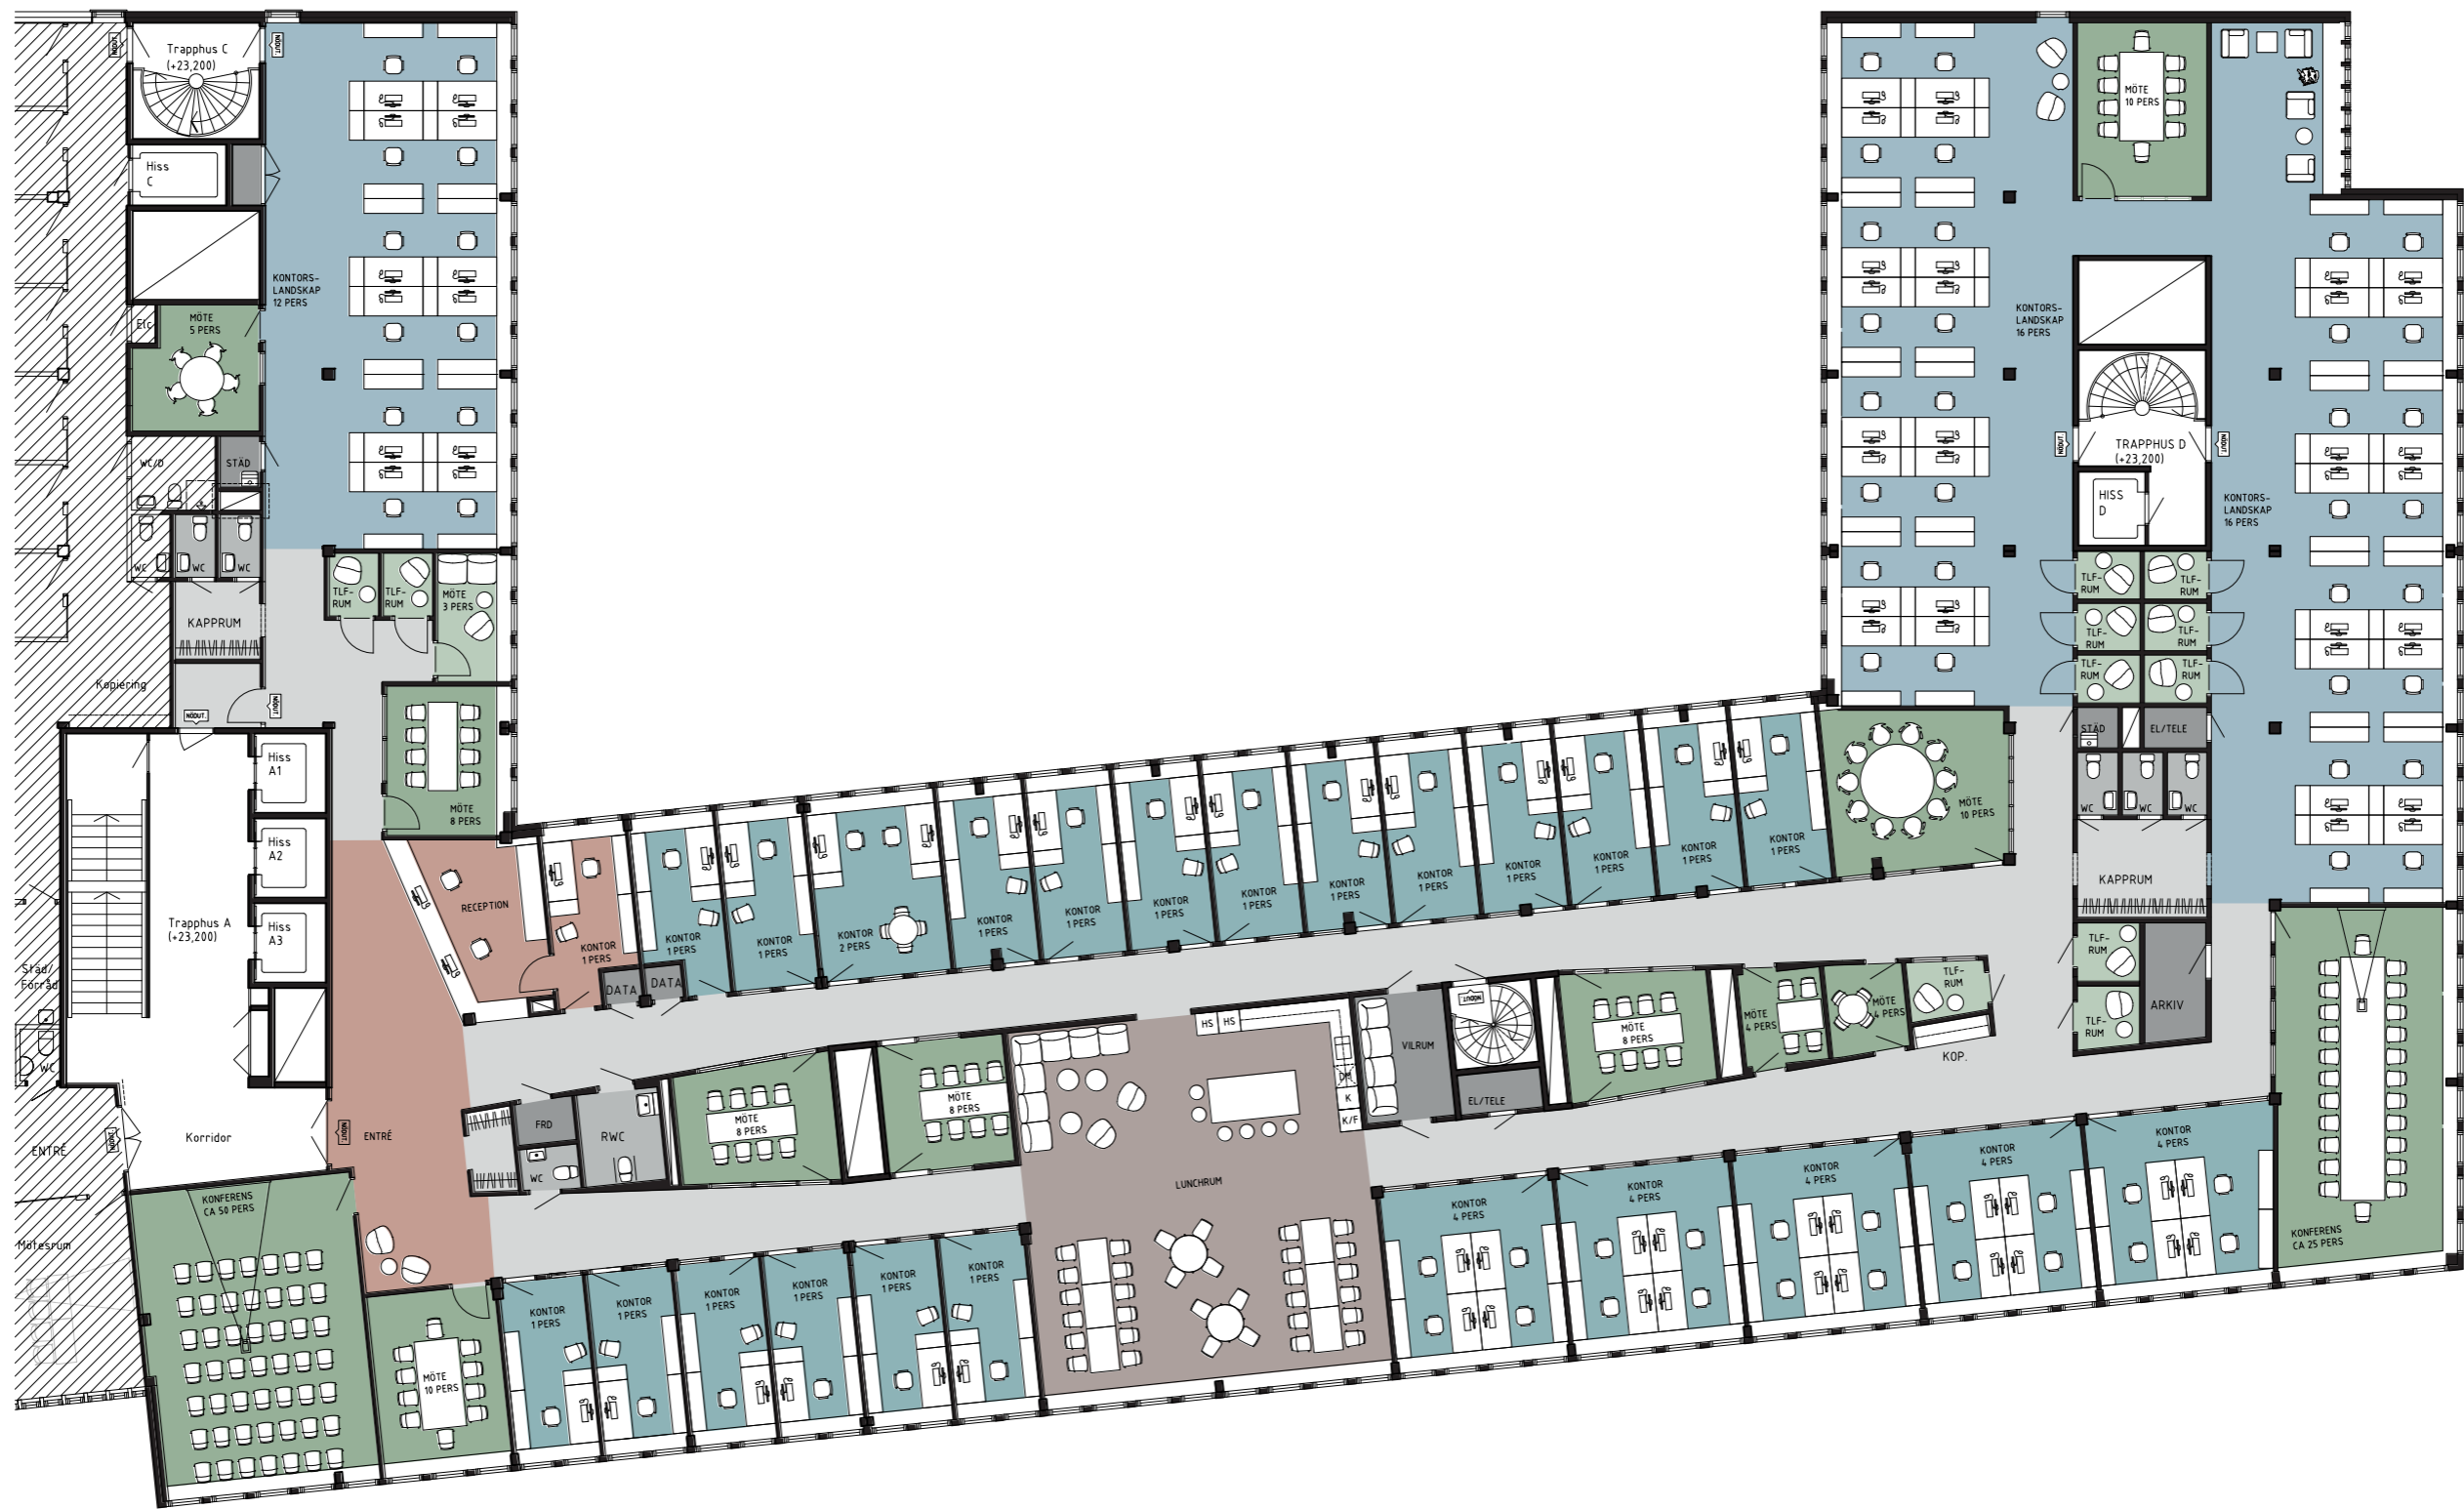 Trapphus C
(+23,200)
NÖDUT.
NÖDUT.
Hiss
C
KONTORS-
LANDSKAP
12 PERS
Elc
MÖTE
5 PERS
WC/D
STÄD
WC
WC
WC
TLF-
RUM
TLF-
RUM
MÖTE
3 PERS
KAPPRUM
Kopiering
NÖDUT.
NÖDUT.
MÖTE
8 PERS
Hiss
A1
Hiss
A2
Hiss
A3
Trapphus A
(+23,200)
Städ/
Förråd
WC
ENTRÉ
NÖDUT.
Korridor
NÖDUT.
ENTRÉ
Mötesrum
KONFERENS
CA 50 PERS
MÖTE
10 PERS
RECEPTION
KONTOR
1 PERS
DATA
DATA
KONTOR
1 PERS
KONTOR
1 PERS
KONTOR
2 PERS
KONTOR
1 PERS
KONTOR
1 PERS
KONTOR
1 PERS
KONTOR
1 PERS
KONTOR
1 PERS
KONTOR
1 PERS
KONTOR
1 PERS
KONTOR
1 PERS
KONTOR
1 PERS
KONTOR
1 PERS
MÖTE
10 PERS
FRD
WC
RWC
MÖTE
8 PERS
MÖTE
8 PERS
HS
HS
DM
K
K/F
LUNCHRUM
VILRUM
NÖDUT.
EL/TELE
MÖTE
8 PERS
MÖTE
4 PERS
MÖTE
4 PERS
TLF-
RUM
KOP.
KONTOR
1 PERS
KONTOR
1 PERS
KONTOR
1 PERS
KONTOR
1 PERS
KONTOR
1 PERS
KONTOR
1 PERS
KONTOR
4 PERS
KONTOR
4 PERS
KONTOR
4 PERS
KONTOR
4 PERS
KONTOR
4 PERS
MÖTE
10 PERS
KONTORS-
LANDSKAP
16 PERS
NÖDUT.
TRAPPHUS D
(+23,200)
NÖDUT.
HISS
D
KONTORS-
LANDSKAP
16 PERS
TLF-
RUM
TLF-
RUM
TLF-
RUM
TLF-
RUM
TLF-
RUM
TLF-
RUM
STÄD
EL/TELE
WC
WC
WC
KAPPRUM
TLF-
RUM
TLF-
RUM
ARKIV
KONFERENS
CA 25 PERS